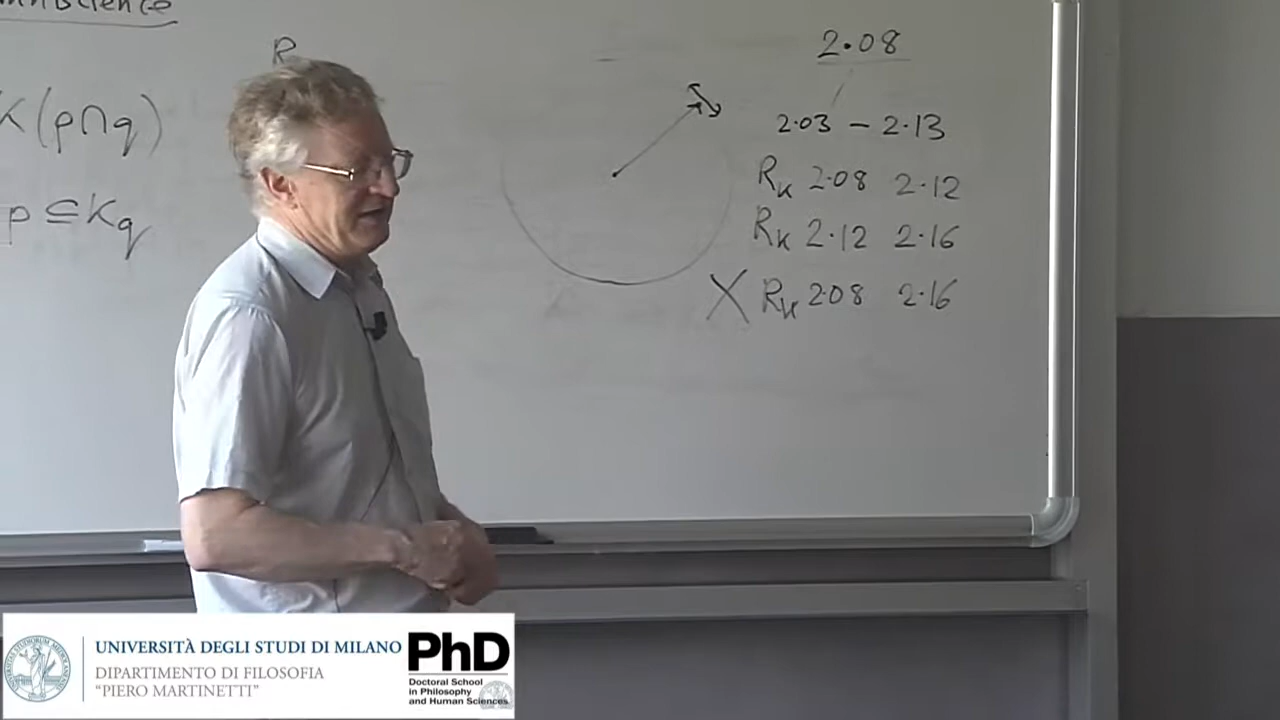 R
K(p∩q)
p ⊆ Kq
2.08
2.03 – 2.13
Rk 2.08 2.12
Rk 2.12 2.16
X Rk 2.08 2.16
UNIVERSITÀ DEGLI STUDI DI MILANO
DIPARTIMENTO DI FILOSOFIA
"PIERO MARTINETTI"
PhD
Doctoral School
in Philosophy
and Human Sciences